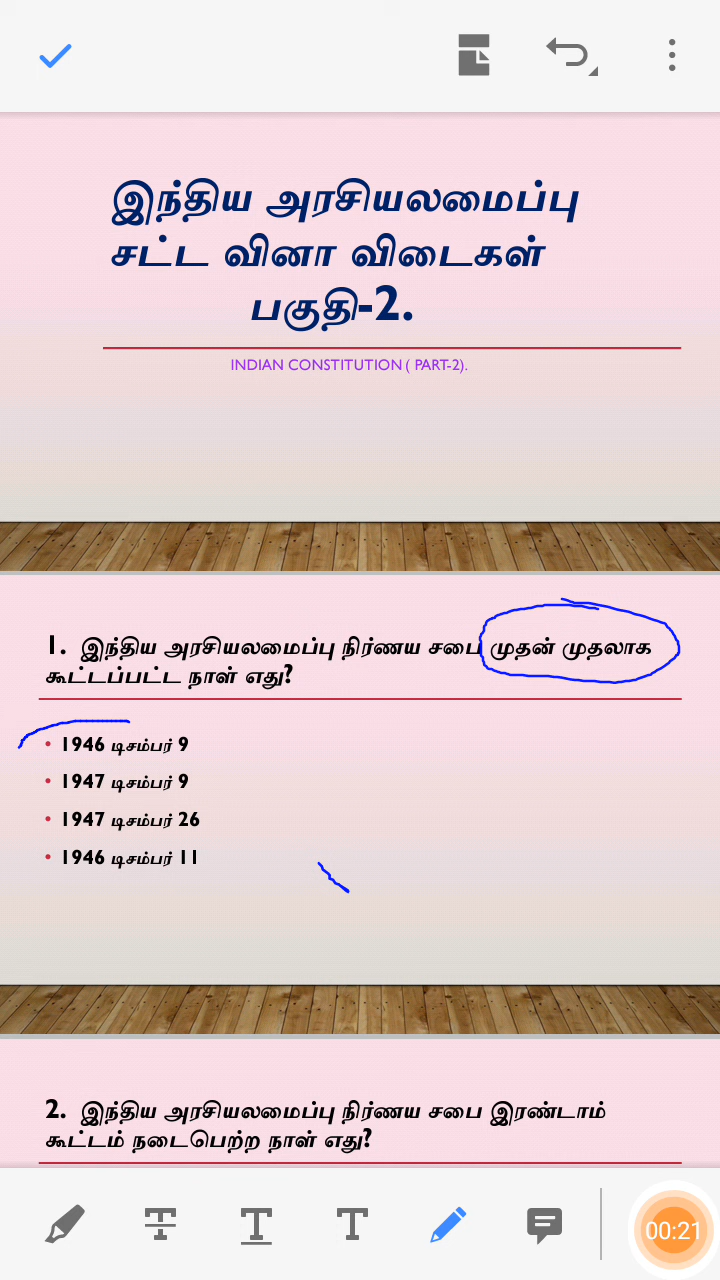 இந்திய அரசியலமைப்பு
சட்ட வினா விடைகள்
பகுதி-2.
INDIAN CONSTITUTION ( PART-2).
1. இந்திய அரசியலமைப்பு நிர்ணய சபை முதன் முதலாக
கூட்டப்பட்ட நாள் எது?
• 1946 டிசம்பர் 9
• 1947 டிசம்பர் 9
• 1947 டிசம்பர் 26
• 1946 டிசம்பர் 11
2. இந்திய அரசியலமைப்பு நிர்ணய சபை இரண்டாம்
கூட்டம் நடைபெற்ற நாள் எது?
00:21